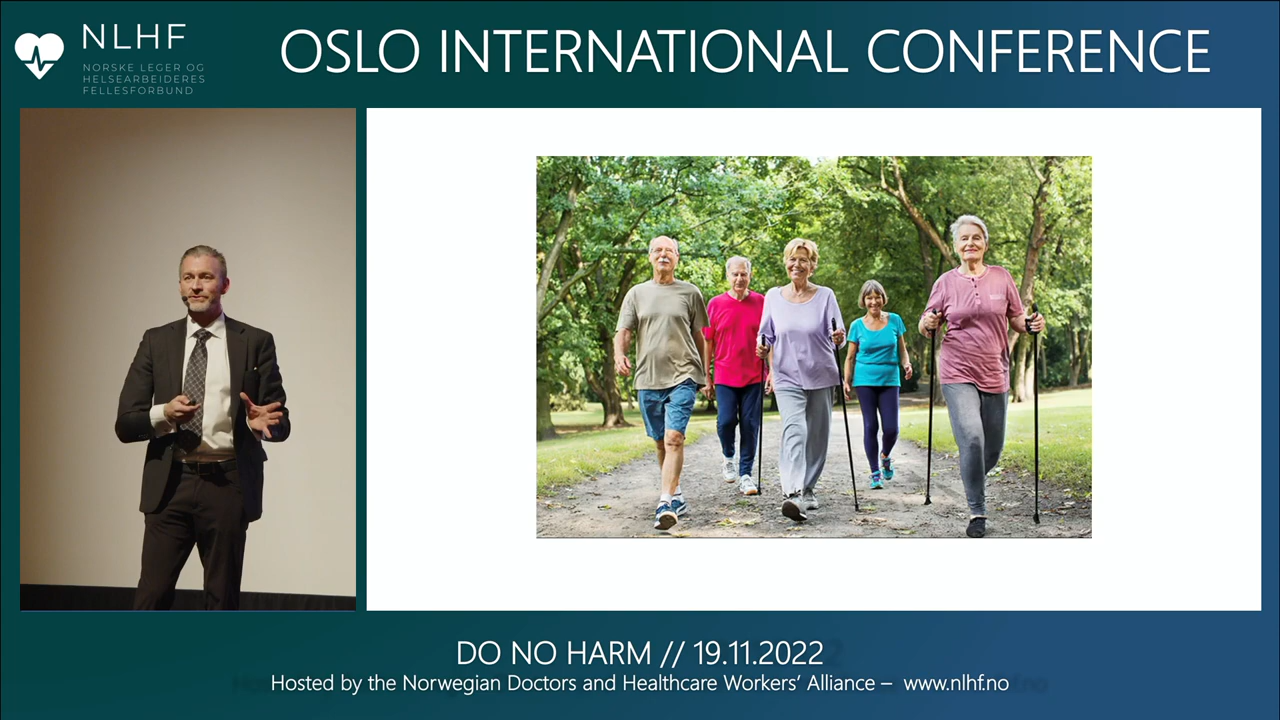 NLHF
NORSKE LEGER OG
HELSEARBEIDERES
FELLESFORBUND
OSLO INTERNATIONAL CONFERENCE
DO NO HARM // 19.11.2022
Hosted by the Norwegian Doctors and Healthcare Workers’ Alliance – www.nlhf.no